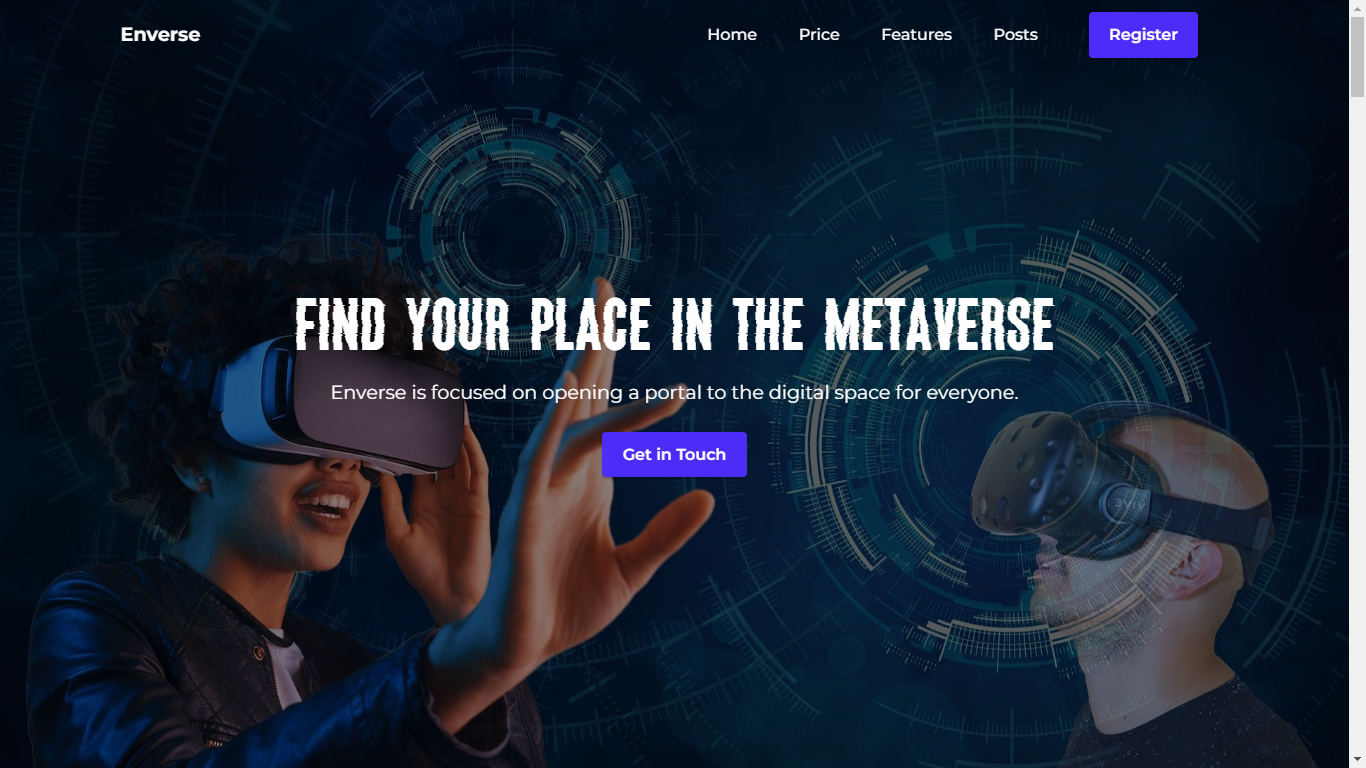 Enverse
Home Price Features Posts Register
FIND YOUR PLACE IN THE METAVERSE
Enverse is focused on opening a portal to the digital space for everyone.
Get in Touch